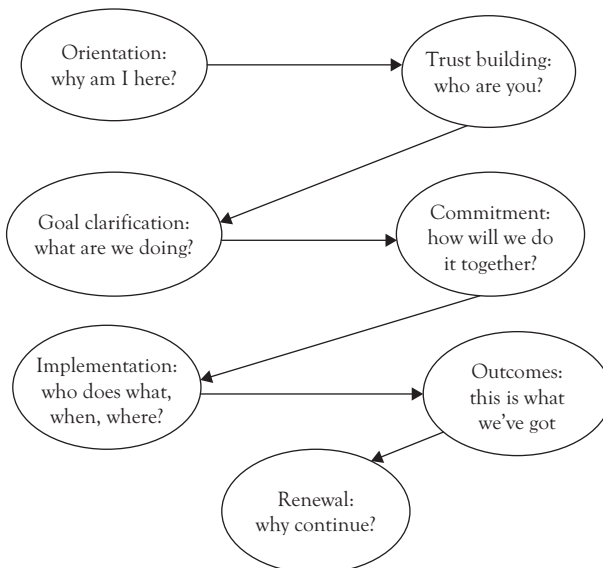 Orientation:
why am I here?
Trust building:
who are you?
Goal clarification:
what are we doing?
Commitment:
how will we do
it together?
Implementation:
who does what,
when, where?
Outcomes:
this is what
we’ve got
Renewal:
why continue?